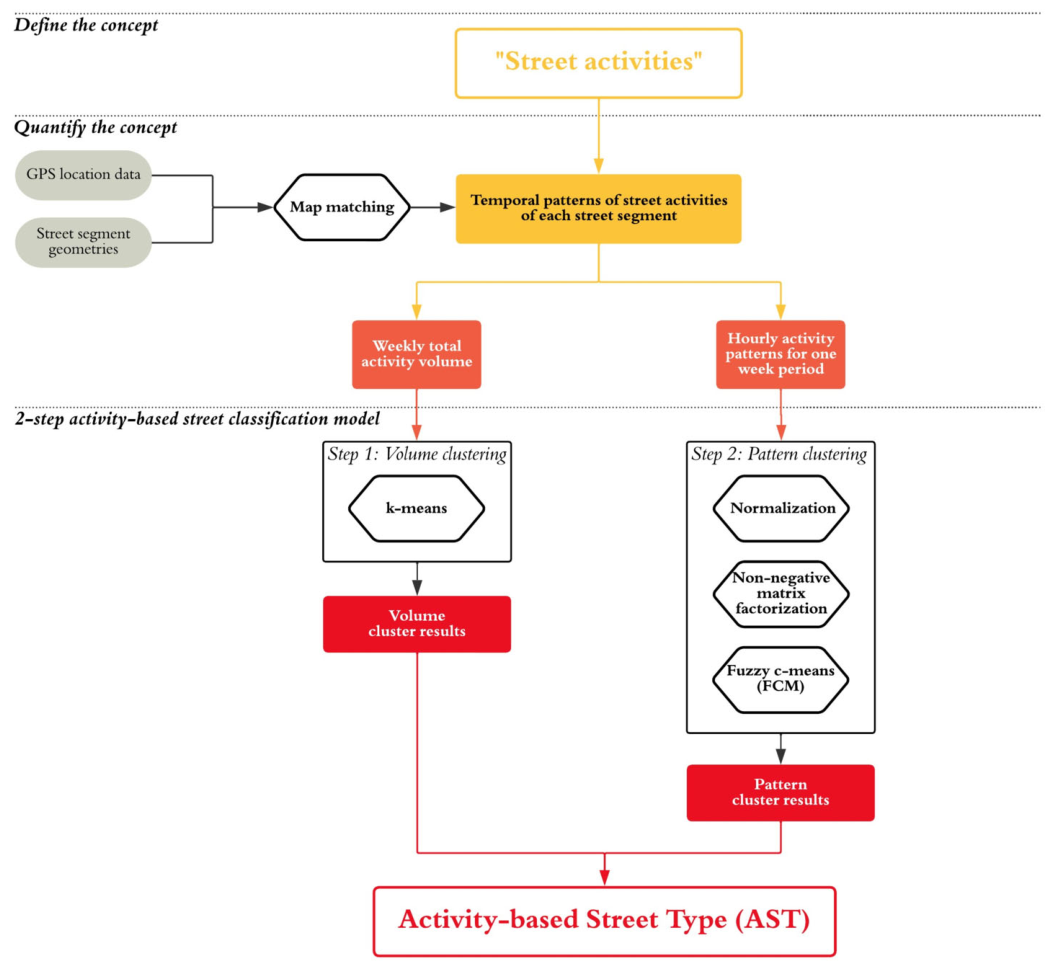 Define the concept
"Street activities"
Quantify the concept
GPS location data
Street segment
geometries
Map matching
Temporal patterns of street activities
of each street segment
Weekly total
activity volume
Hourly activity
patterns for one
week period
2-step activity-based street classification model
Step 1: Volume clustering
k-means
Volume
cluster results
Step 2: Pattern clustering
Normalization
Non-negative
matrix
factorization
Fuzzy c-means
(FCM)
Pattern
cluster results
Activity-based Street Type (AST)